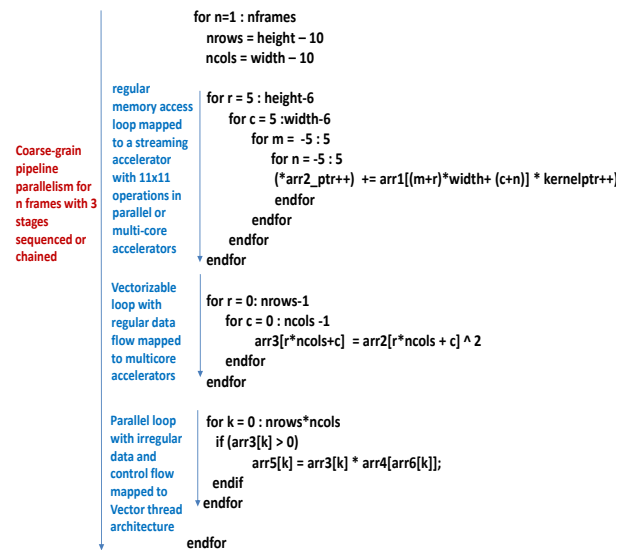 for n=1 : nframes
nrows = height – 10
ncols = width – 10
Coarse-grain
pipeline
parallelism for
n frames with 3
stages
sequenced or
chained
regular
memory access
loop mapped
to a streaming
accelerator
with 11x11
operations in
parallel or
multi-core
accelerators
for r = 5 : height-6
for c = 5 :width-6
for m = -5 : 5
for n = -5 : 5
(*arr2_ptr++) += arr1[(m+r)*width+ (c+n)] * kernelptr++
endfor
endfor
endfor
endfor
Vectorizable
loop with
regular data
flow mapped
to multicore
accelerators
for r = 0: nrows-1
for c = 0 : ncols -1
arr3[r*ncols+c] = arr2[r*ncols + c] ^ 2
endfor
endfor
Parallel loop
with irregular
data and
control flow
mapped to
Vector thread
architecture
for k = 0 : nrows*ncols
if (arr3[k] > 0)
arr5[k] = arr3[k] * arr4[arr6[k]];
endif
endfor
endfor